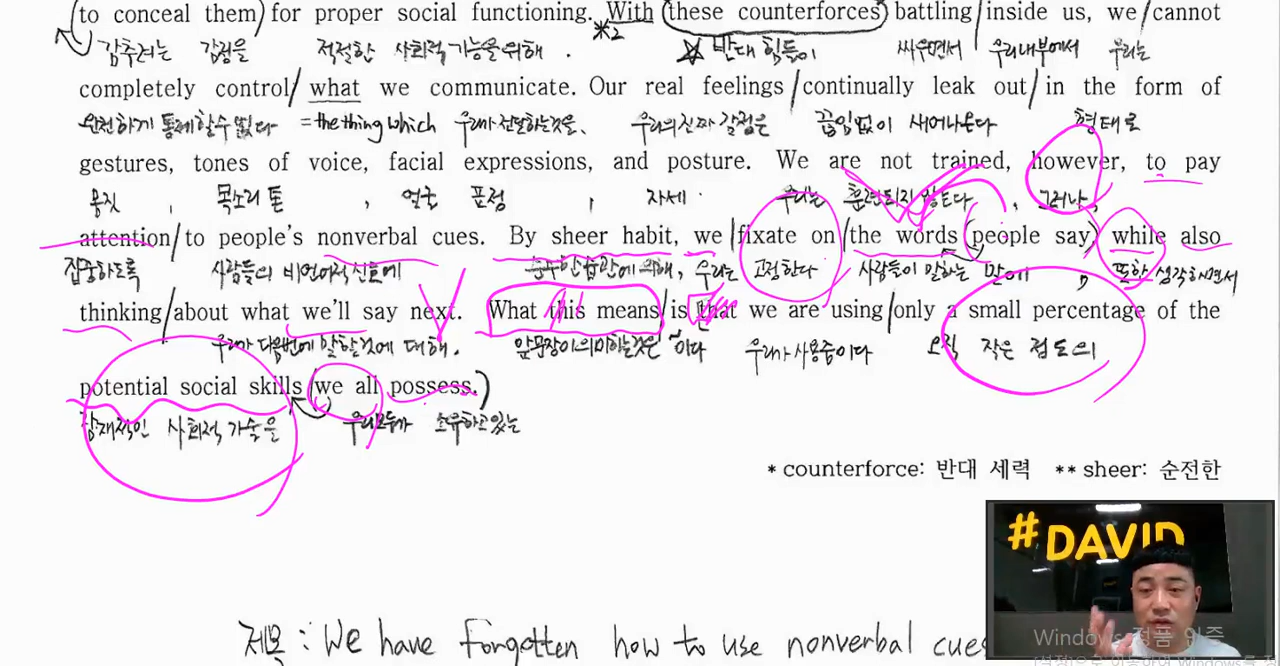 (to conceal them) for proper social functioning. With (these counterforces) battling / inside us, we / cannot
감추려는 감정을 적절한 사회적 기능을 위해. *2 ☆ 반대 힘들이 싸우면서 우리내부에서 우리는
completely control / what we communicate. Our real feelings / continually leak out / in the form of
완전하게 통제할수 없다 = the thing which 우리가 전달하는것을. 우리의 진짜 감정은 끊임없이 새어나온다 형태로
gestures, tones of voice, facial expressions, and posture. We are not trained, however, to pay
몸짓, 목소리 톤, 얼굴 표정, 자세. 우리는 훈련되지 않는다, 그러나,
attention / to people's nonverbal cues. By sheer habit, we / fixate on / the words (people say) while also
집중하도록 사람들의 비언어적 신호에 순수한 습관에 의해, 우리는 고정한다 사람들이 말하는 말에, 또한 생각하면서
thinking / about what we'll say next. What this means / is that we are using / only a small percentage of the
우리가 다음번에 말할것에 대해. 앞문장이 의미하는것은 이다 우리가 사용중이다 오직 작은 정도의
potential social skills (we all possess.)
잠재적인 사회적 기술을 우리모두가 소유하고있는
* counterforce: 반대 세력 ** sheer: 순전한
#DAVID
제목: We have forgotten how to use nonverbal cues
Windows 정품 인증